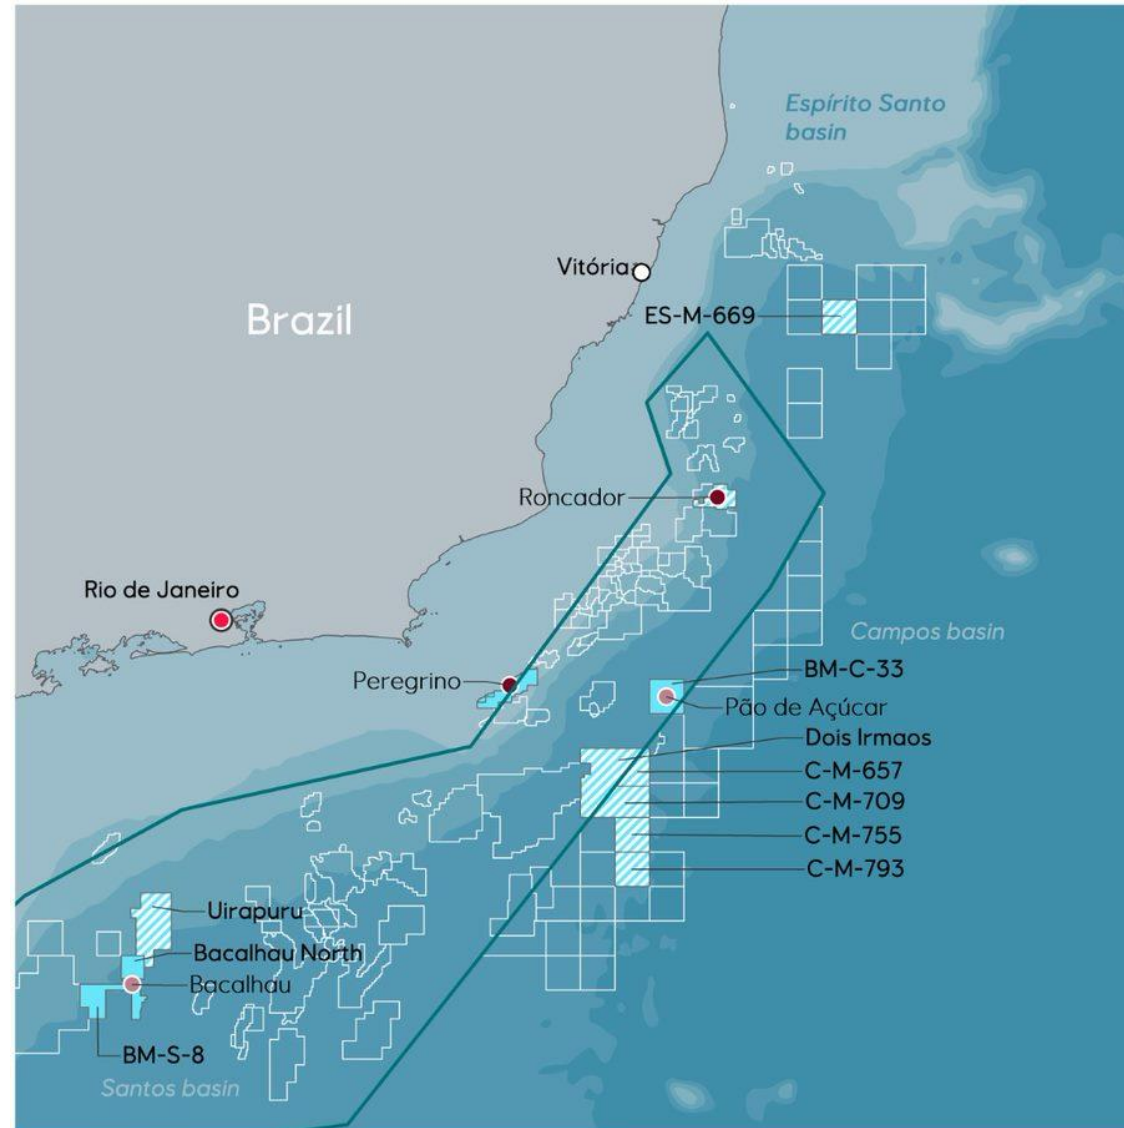 Espírito Santo
basin
Vitória
ES-M-669
Brazil
Roncador
Rio de Janeiro
Campos basin
BM-C-33
Peregrino
Pão de Açúcar
Dois Irmaos
C-M-657
C-M-709
C-M-755
C-M-793
Uirapuru
Bacalhau North
Bacalhau
BM-S-8
Santos basin